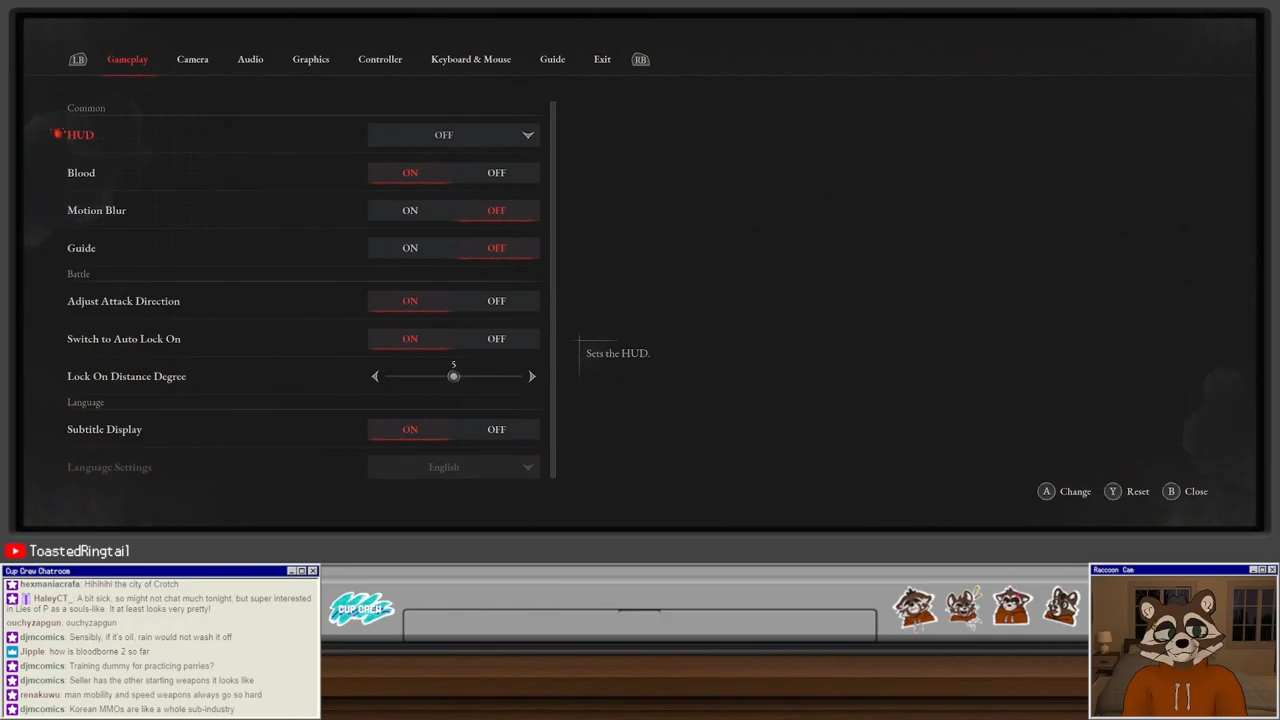 LB Gameplay Camera Audio Graphics Controller Keyboard & Mouse Guide Exit RB
Common
HUD OFF
Blood ON OFF
Motion Blur ON OFF
Guide ON OFF
Battle
Adjust Attack Direction ON OFF
Switch to Auto Lock On ON OFF
5
Lock On Distance Degree
Sets the HUD.
Language
Subtitle Display ON OFF
Language Settings English
A Change Y Reset B Close
ToastedRingtail
Cup Crew Chatroom
hexmaniacrafa: Hihihihi the city of Crotch
HaleyCT_: A bit sick, so might not chat much tonight, but super interested
in Lies of P as a souls-like. It at least looks very pretty!
ouchyzapgun: ouchyzapgun
djmcomics: Sensibly, if it's oil, rain would not wash it off
Jipple: how is bloodborne 2 so far
djmcomics: Training dummy for practicing parries?
djmcomics: Seller has the other starting weapons it looks like
renakuwu: man mobility and speed weapons always go so hard
djmcomics: Korean MMOs are like a whole sub-industry
CUP CREW
Raccoon Cam